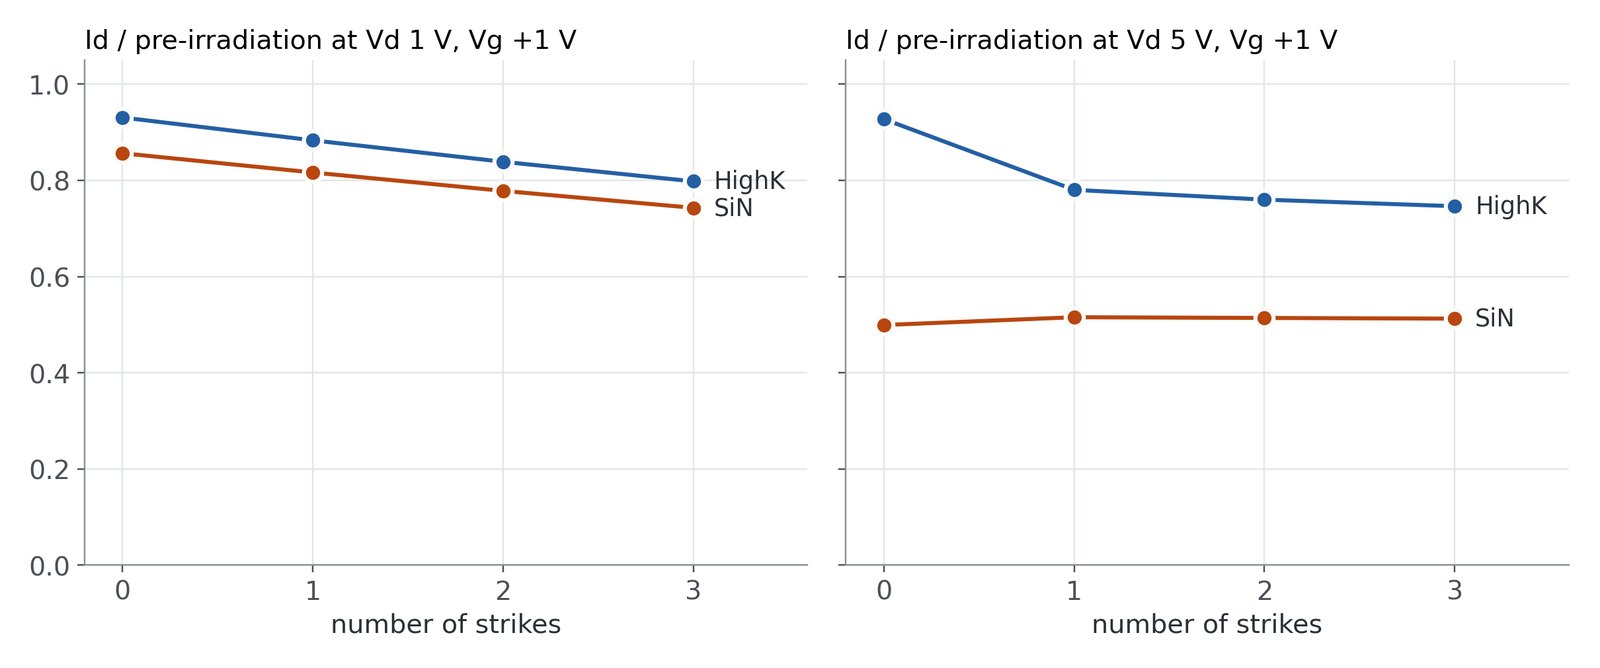 Id / pre-irradiation at Vd 1 V, Vg +1 V
1.0
0.8
0.6
0.4
0.2
0.0
HighK
SiN
0 1 2 3
number of strikes
Id / pre-irradiation at Vd 5 V, Vg +1 V
HighK
SiN
0 1 2 3
number of strikes